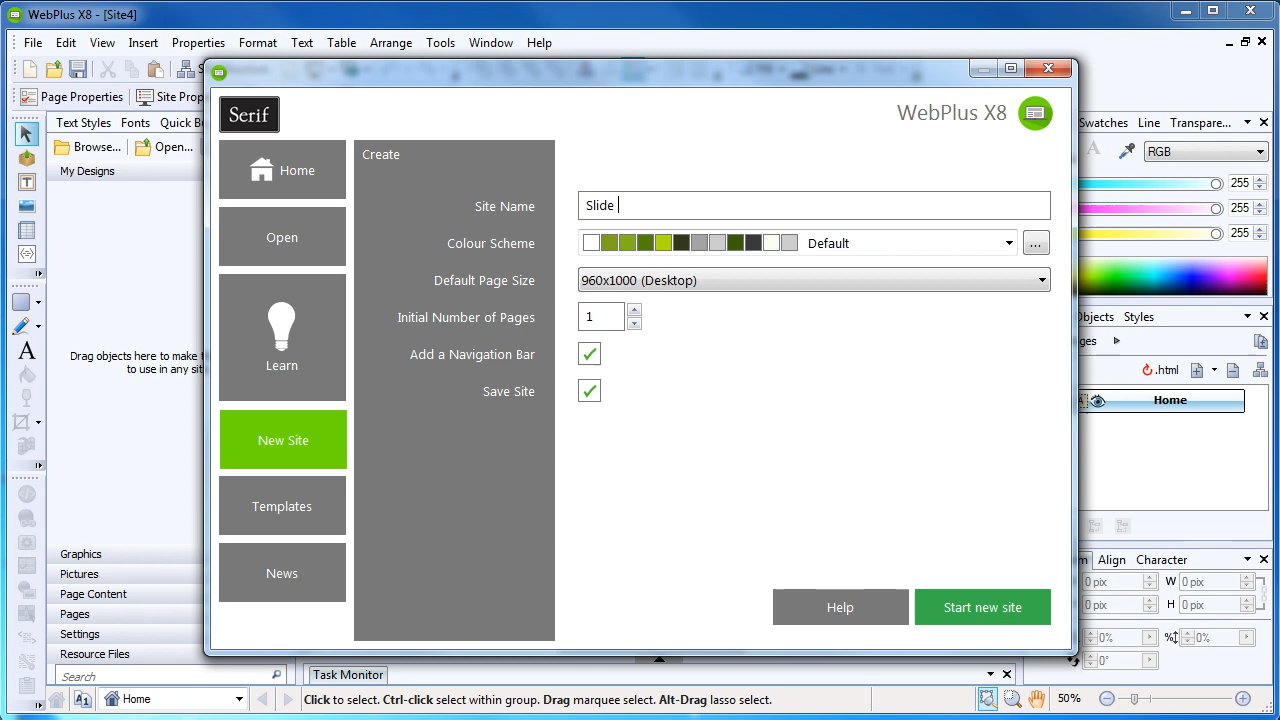 WebPlus X8 - [Site4]
File Edit View Insert Properties Format Text Table Arrange Tools Window Help
Page Properties Site Prop
Text Styles Fonts Quick Bu
Browse... Open...
My Designs
Drag objects here to make t
to use in any sit
Graphics
Pictures
Page Content
Pages
Settings
Resource Files
Search
Serif
WebPlus X8
Home
Open
Learn
New Site
Templates
News
Create
Site Name Slide
Colour Scheme Default ...
Default Page Size 960x1000 (Desktop)
Initial Number of Pages 1
Add a Navigation Bar
Save Site
Help Start new site
Swatches Line Transpare...
A RGB
255
255
255
Objects Styles
ges
.html
Home
m Align Character
0 pix W 0 pix
0 pix H 0 pix
0% % 0%
0°
Task Monitor
A1 Home Click to select. Ctrl-click select within group. Drag marquee select. Alt-Drag lasso select. 50%